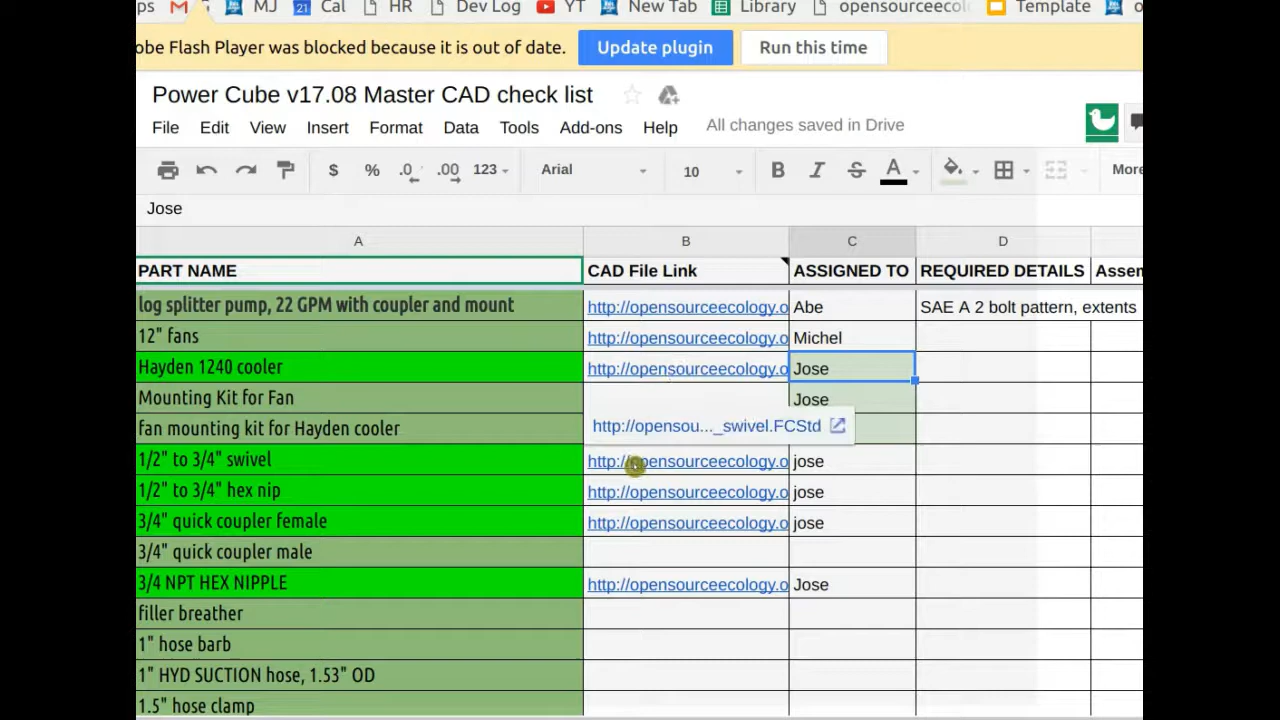 ps MJ 21 Cal HR Dev Log YT New Tab Library opensourceecol Template
obe Flash Player was blocked because it is out of date. Update plugin Run this time
Power Cube v17.08 Master CAD check list
File Edit View Insert Format Data Tools Add-ons Help All changes saved in Drive
$ % .0 .00 123 Arial 10 B I S A More
Jose
A B C D
PART NAME CAD File Link ASSIGNED TO REQUIRED DETAILS Assem
log splitter pump, 22 GPM with coupler and mount http://opensourceecology.o Abe SAE A 2 bolt pattern, extents
12" fans http://opensourceecology.o Michel
Hayden 1240 cooler http://opensourceecology.o Jose
Mounting Kit for Fan Jose
fan mounting kit for Hayden cooler http://opensou..._swivel.FCStd
1/2" to 3/4" swivel http://opensourceecology.o jose
1/2" to 3/4" hex nip http://opensourceecology.o jose
3/4" quick coupler female http://opensourceecology.o jose
3/4" quick coupler male
3/4 NPT HEX NIPPLE http://opensourceecology.o Jose
filler breather
1" hose barb
1" HYD SUCTION hose, 1.53" OD
1.5" hose clamp